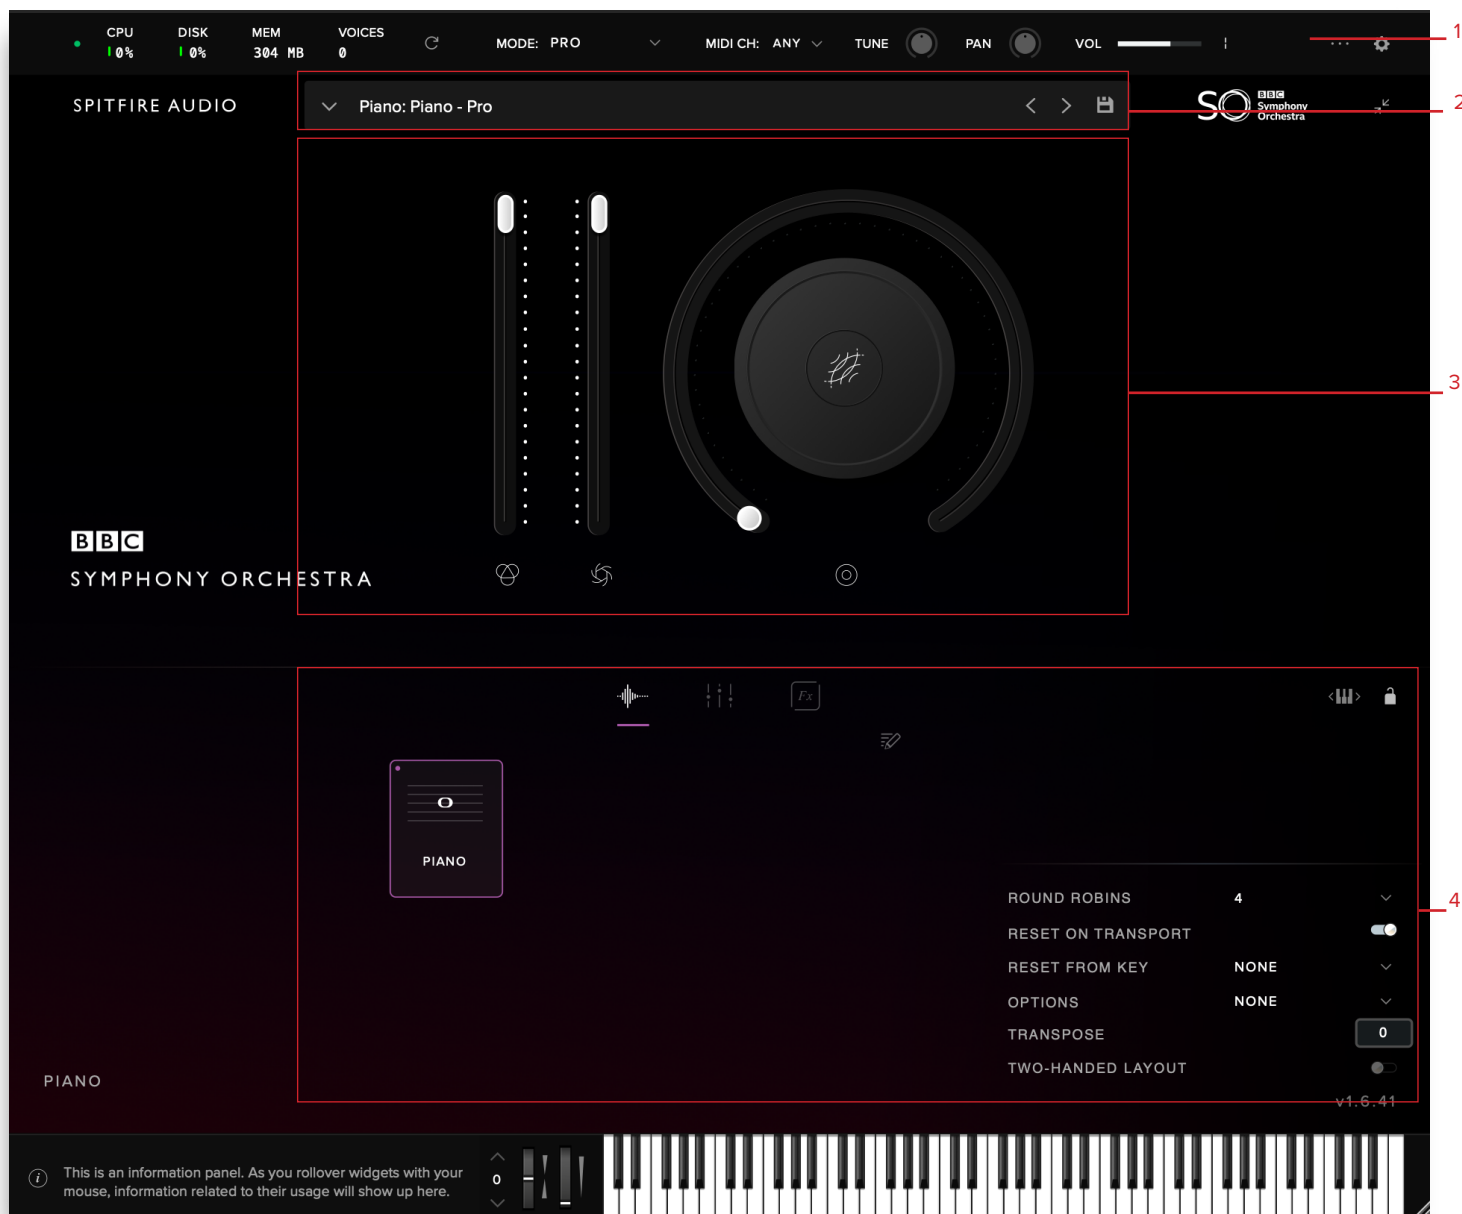 CPU DISK MEM VOICES
0% 0% 304 MB 0
MODE: PRO MIDI CH: ANY TUNE PAN VOL
1
SPITFIRE AUDIO
Piano: Piano - Pro
SO BBC
Symphony
Orchestra
2
3
BBC
SYMPHONY ORCHESTRA
Fx
PIANO
ROUND ROBINS 4
RESET ON TRANSPORT
RESET FROM KEY NONE
OPTIONS NONE
TRANSPOSE 0
TWO-HANDED LAYOUT
4
PIANO
v1.6.41
i This is an information panel. As you rollover widgets with your
mouse, information related to their usage will show up here.
0